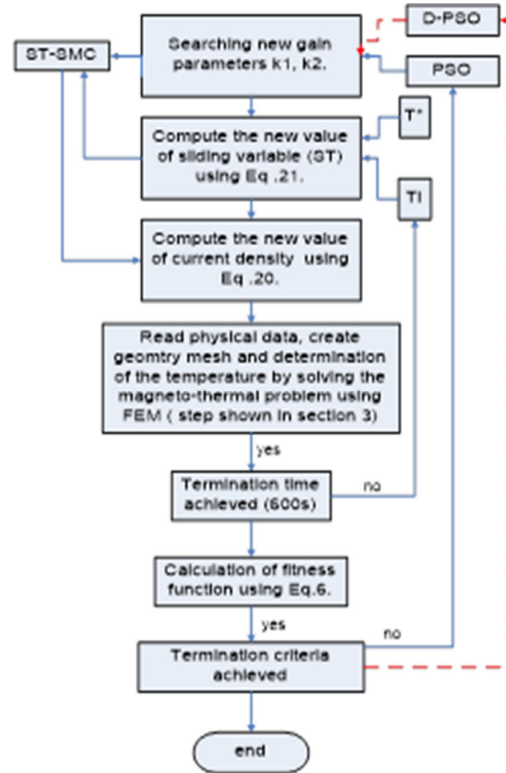 D-PSO
Searching new gain
parameters k1, k2.
ST-SMC
PSO
T*
Compute the new value
of sliding variable (ST)
using Eq .21.
TI
Compute the new value
of current density using
Eq .20.
Read physical data, create
geomtry mesh and determination
of the temperature by solving the
magneto-thermal problem using
FEM ( step shown in section 3)
yes
Termination time
achieved (600s)
no
Calculation of fitness
function using Eq.6.
yes
no
Termination criteria
achieved
end